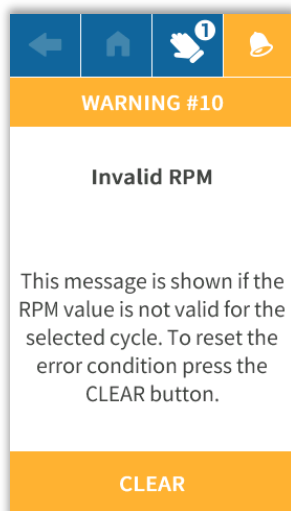 1
WARNING #10
Invalid RPM
This message is shown if the
RPM value is not valid for the
selected cycle. To reset the
error condition press the
CLEAR button.
CLEAR